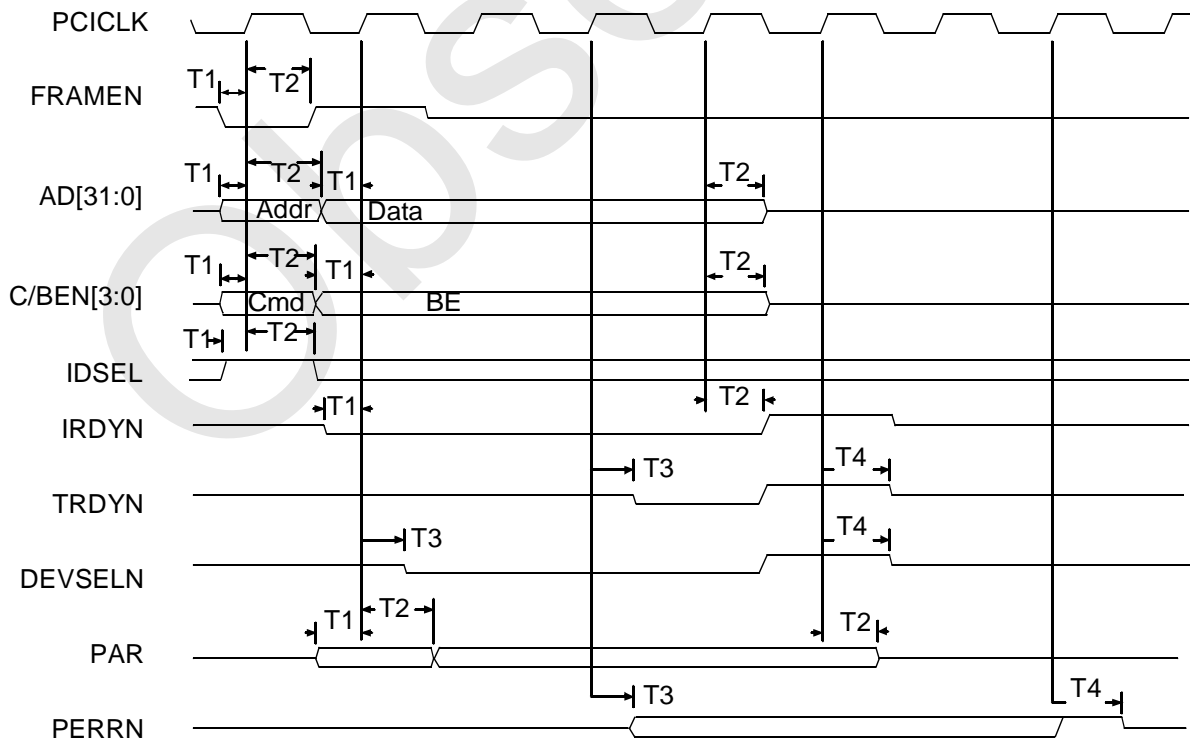 PCICLK
T1 T2
FRAMEN
T1 T2 T1 T2
AD[31:0]
Addr Data
T1 T2 T1 T2
C/BEN[3:0]
Cmd BE
T1 T2
IDSEL
T1 T2
IRDYN
T3 T4
TRDYN
T3 T4
DEVSELN
T1 T2 T2
PAR
T3 T4
PERRN
Obse